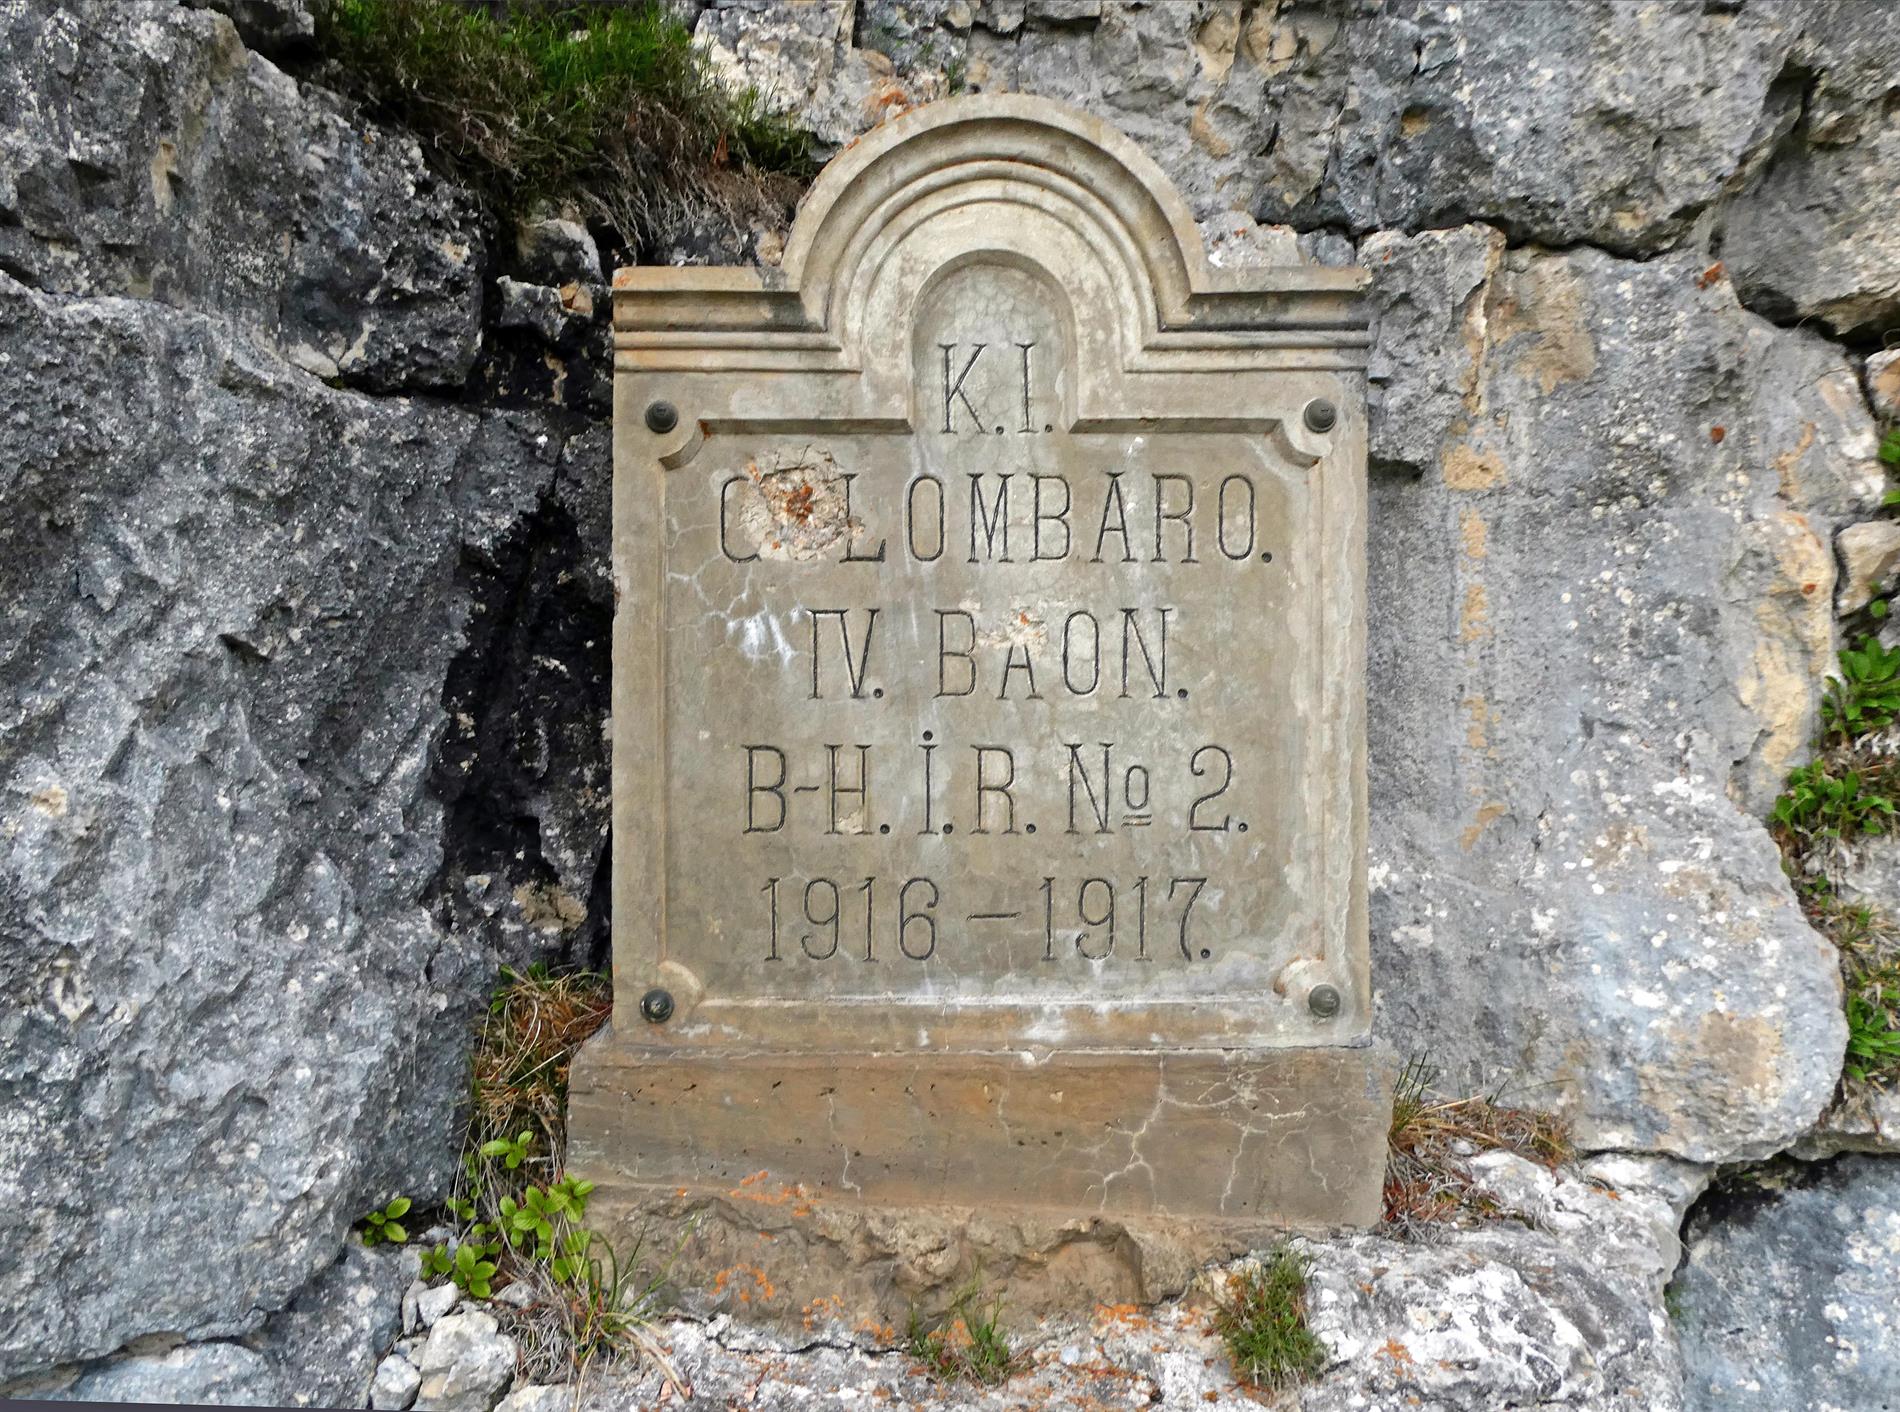 K.I.
COLOMBARO.
IV. BAON.
B-H.I.R. Nº 2.
1916 – 1917.